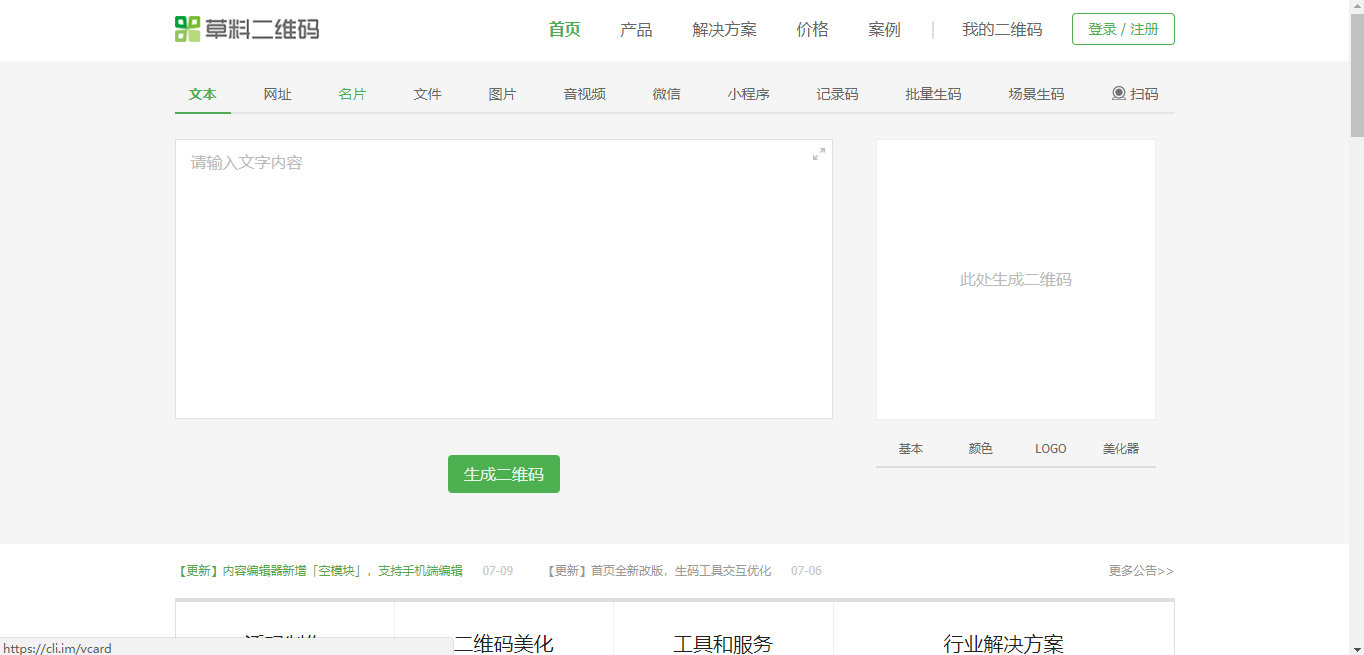 草料二维码
首页 产品 解决方案 价格 案例 | 我的二维码 登录 / 注册
文本 网址 名片 文件 图片 音视频 微信 小程序 记录码 批量生码 场景生码 扫码
请输入文字内容
此处生成二维码
基本 颜色 LOGO 美化器
生成二维码
【更新】内容编辑器新增「空模块」，支持手机端编辑 07-09 【更新】首页全新改版，生码工具交互优化 07-06 更多公告>>
二维码美化 工具和服务 行业解决方案
https://cli.im/vcard